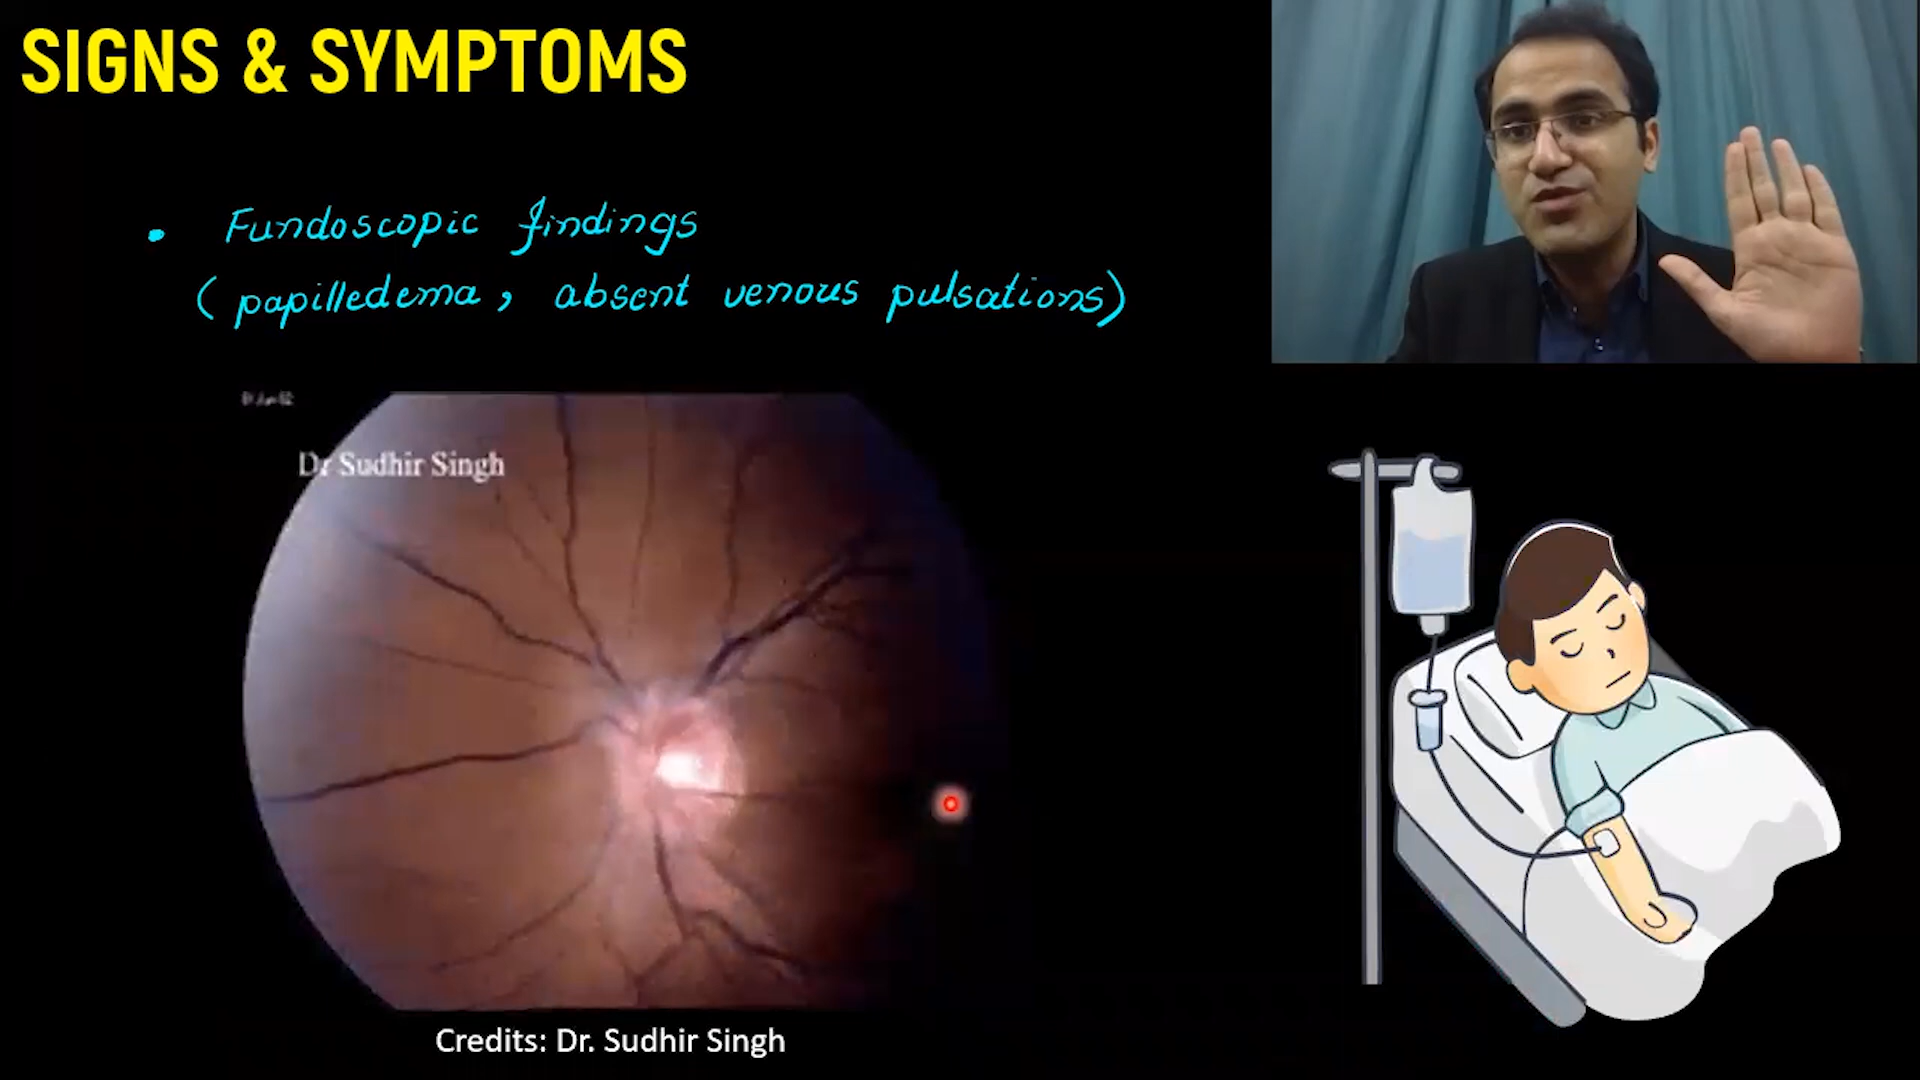 SIGNS & SYMPTOMS
• Fundoscopic findings
(papilledema, absent venous pulsations)
Dr Sudhir Singh
Credits: Dr. Sudhir Singh